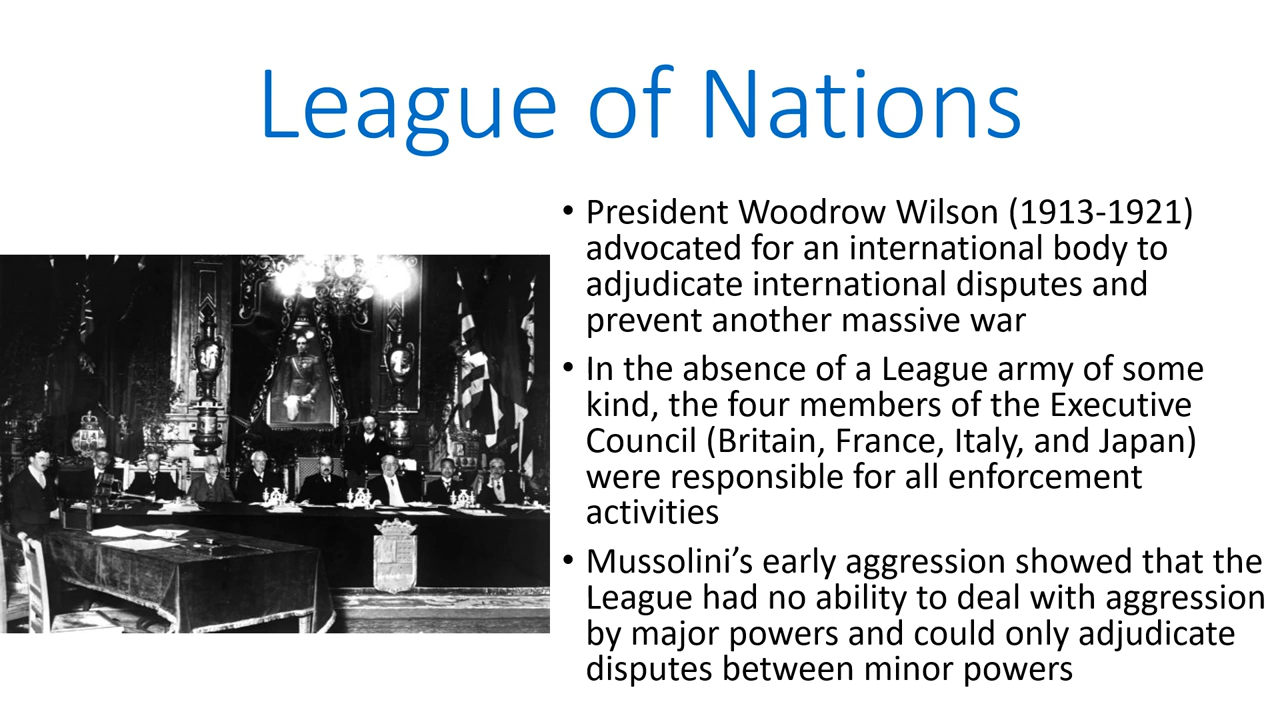 League of Nations
• President Woodrow Wilson (1913-1921)
advocated for an international body to
adjudicate international disputes and
prevent another massive war
• In the absence of a League army of some
kind, the four members of the Executive
Council (Britain, France, Italy, and Japan)
were responsible for all enforcement
activities
• Mussolini’s early aggression showed that the
League had no ability to deal with aggression
by major powers and could only adjudicate
disputes between minor powers